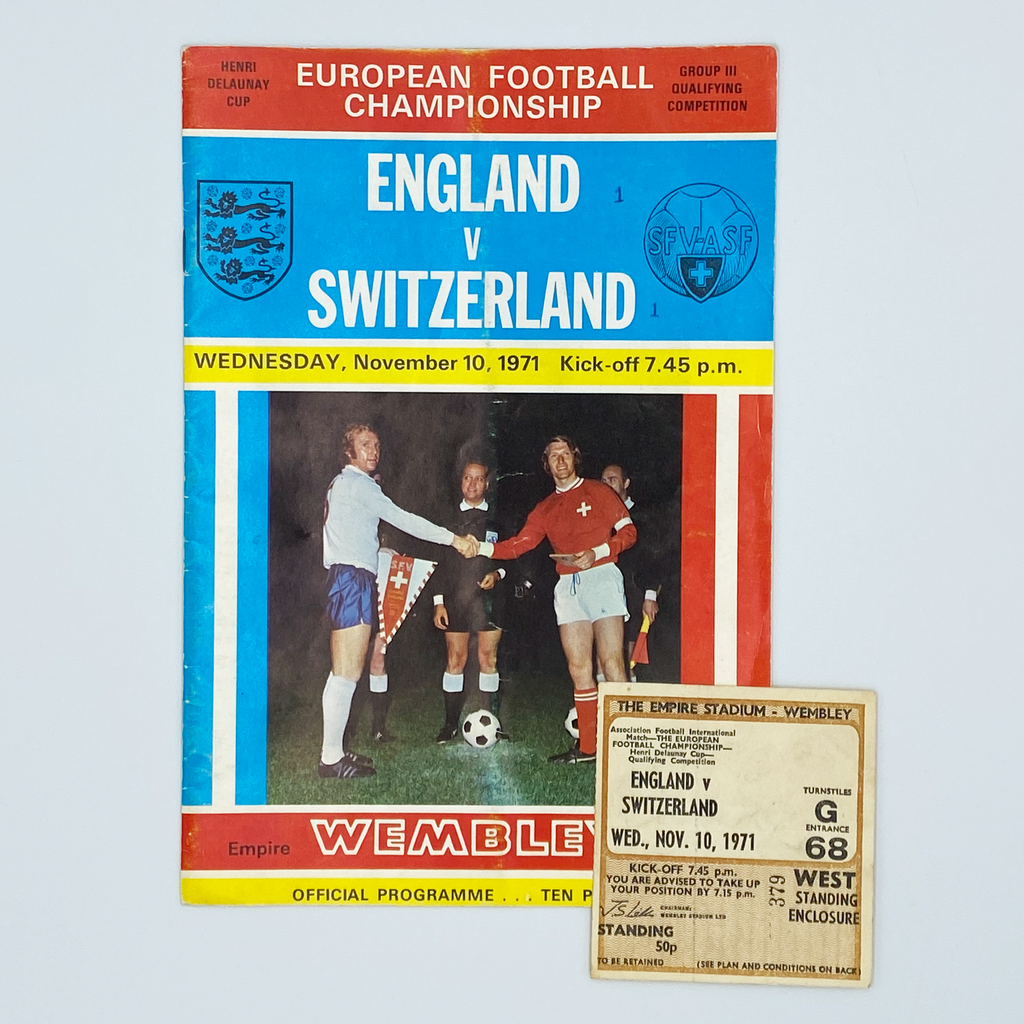 HENRI
DELAUNAY
CUP
EUROPEAN FOOTBALL
CHAMPIONSHIP
GROUP III
QUALIFYING
COMPETITION
ENGLAND 1
v
SWITZERLAND 1
SFV-ASF
WEDNESDAY, November 10, 1971 Kick-off 7.45 p.m.
S.F.V.
Empire WEMBLEY
OFFICIAL PROGRAMME . . . TEN P
THE EMPIRE STADIUM - WEMBLEY
Association Football International
Match—THE EUROPEAN
FOOTBALL CHAMPIONSHIP—
Henri Delaunay Cup—
Qualifying Competition
ENGLAND v
SWITZERLAND
WED., NOV. 10, 1971
TURNSTILES
G
ENTRANCE
68
KICK-OFF 7.45 p.m.
YOU ARE ADVISED TO TAKE UP
YOUR POSITION BY 7.15 p.m.
CHAIRMAN:
WEMBLEY STADIUM LTD
379
WEST
STANDING
ENCLOSURE
STANDING
50p
TO BE RETAINED
(SEE PLAN AND CONDITIONS ON BACK)